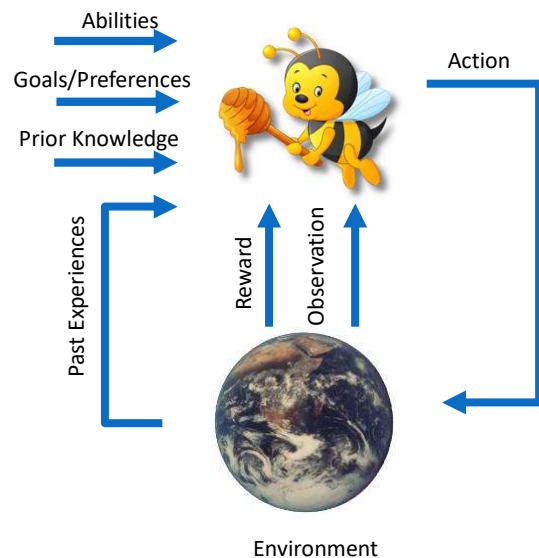 Abilities
Action
Goals/Preferences
Prior Knowledge
Past Experiences
Reward
Observation
Environment